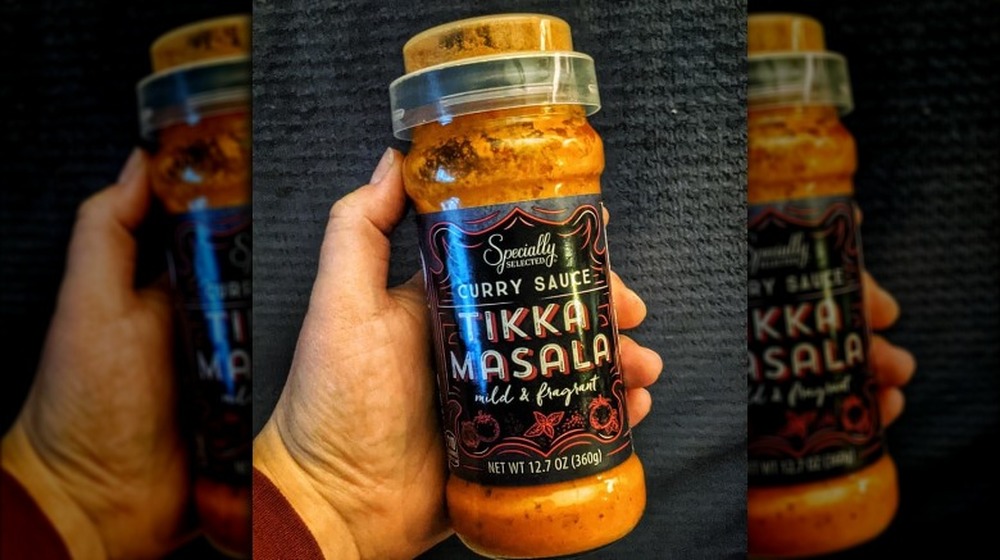 Specially
SELECTED
CURRY SAUCE
TIKKA
MASALA
mild & fragrant
NET WT 12.7 OZ (360g)